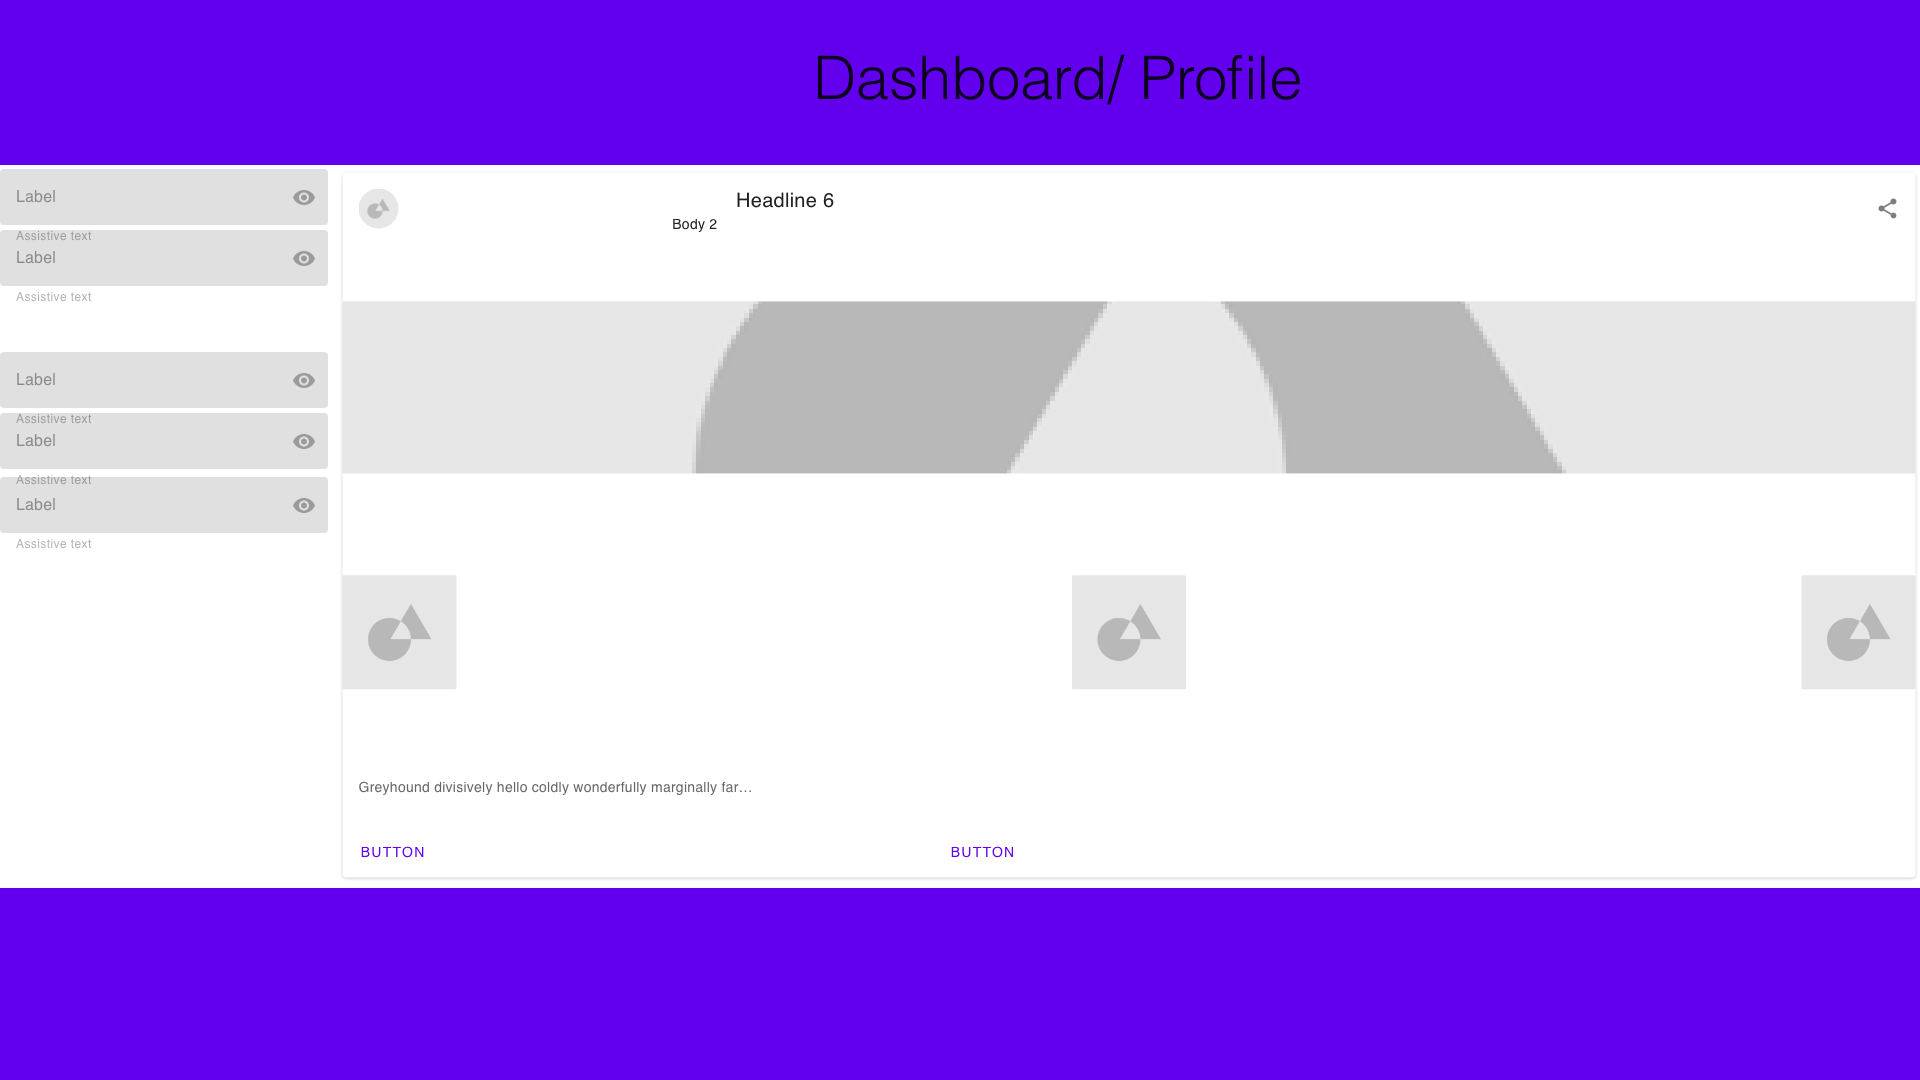 Dashboard/ Profile
Label
Assistive text
Label
Assistive text
Label
Assistive text
Label
Assistive text
Label
Assistive text
Headline 6
Body 2
Greyhound divisively hello coldly wonderfully marginally far…
BUTTON
BUTTON